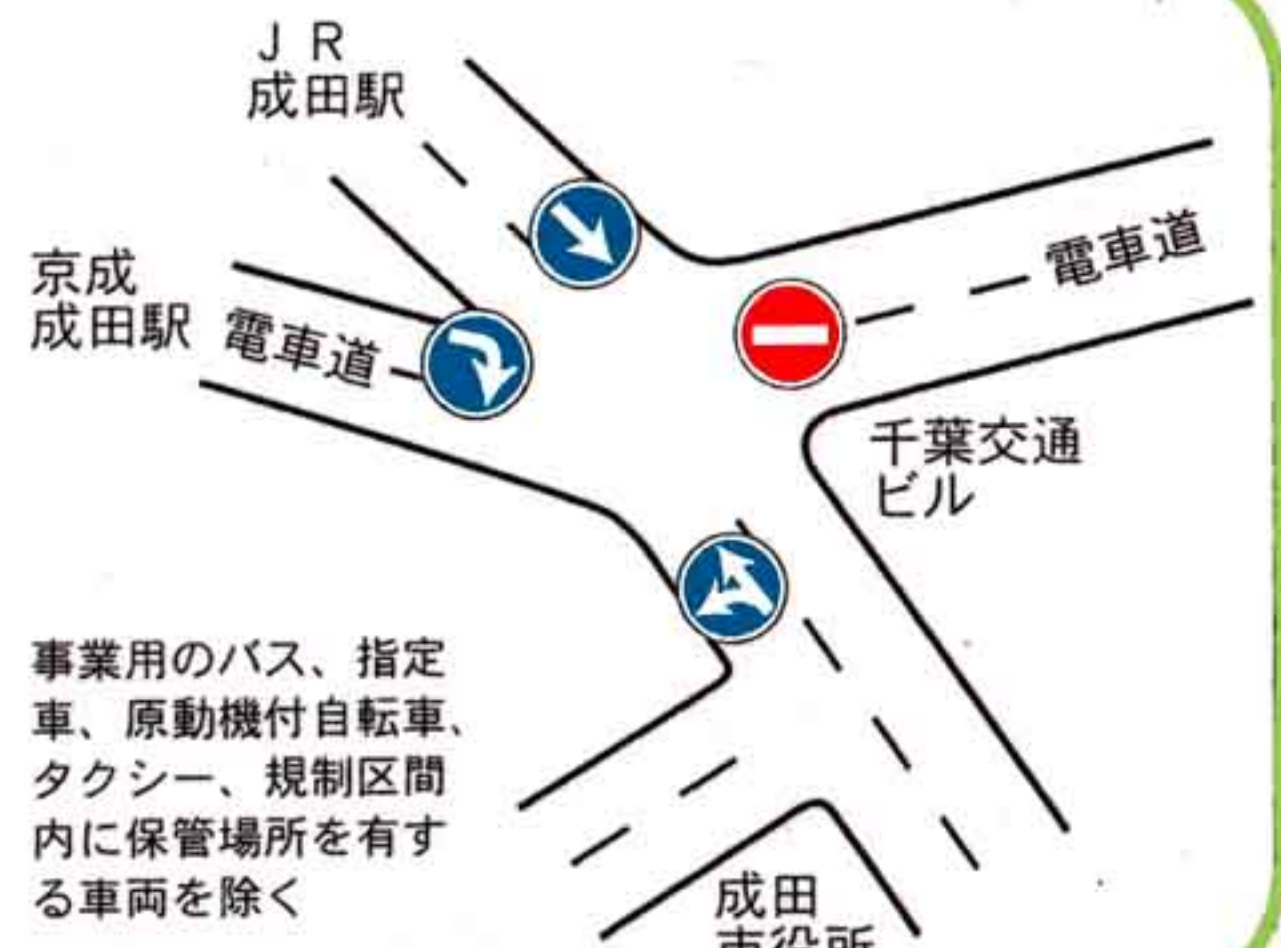 JR
成田駅
京成
成田駅
電車道
電車道
千葉交通
ビル
事業用のバス、指定
車、原動機付自転車、
タクシー、規制区間
内に保管場所を有す
る車両を除く
成田
市役所